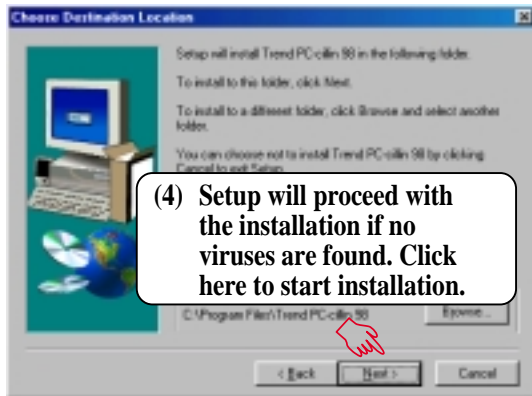 Choose Destination Location
Setup will install Trend PC-cillin 98 in the following folder.
To install to this folder, click Next.
To install to a different folder, click Browse and select another
folder.
You can choose not to install Trend PC-cillin 98 by clicking
Cancel to exit Setup.
(4) Setup will proceed with
the installation if no
viruses are found. Click
here to start installation.
C:\Program Files\Trend PC-cillin 98
Browse...
< Back
Next >
Cancel